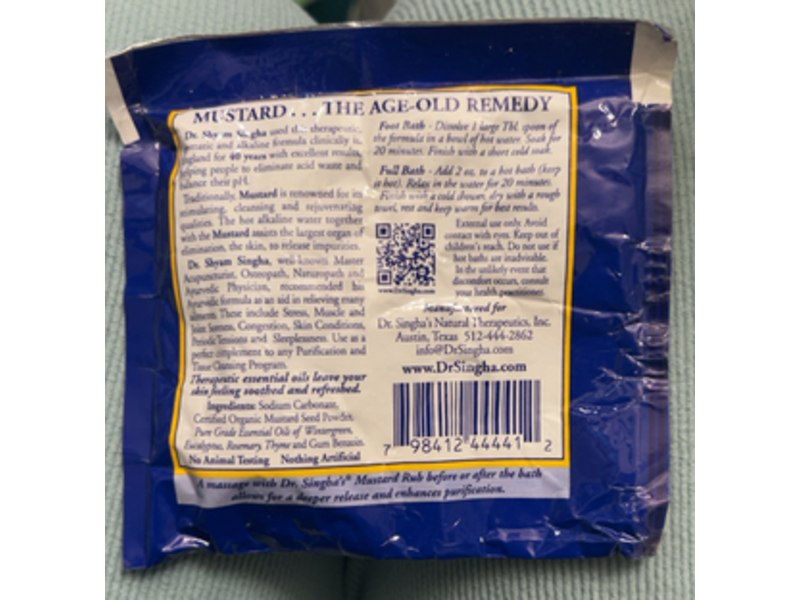 MUSTARD . . . THE AGE-OLD REMEDY
Dr. Shyam Singha used this therapeutic,
aromatic and alkaline formula clinically in
England for 40 years with excellent results,
helping people to eliminate acid waste and
balance their pH.
Traditionally, Mustard is renowned for its
stimulating, cleansing and rejuvenating
qualities. The hot alkaline water together
with the Mustard assists the largest organ of
elimination, the skin, to release impurities.
Dr. Shyam Singha, well-known Master
Acupuncturist, Osteopath, Naturopath and
Ayurvedic Physician, recommended his
Ayurvedic formula as an aid in relieving many
ailments. These include Stress, Muscle and
Joint Soreness, Congestion, Skin Conditions,
Periodic Tensions and Sleeplessness. Use as a
perfect compliment to any Purification and
Tissue Cleansing Program.
Therapeutic essential oils leave your
skin feeling soothed and refreshed.
Ingredients: Sodium Carbonate,
Certified Organic Mustard Seed Powder,
Pure Grade Essential Oils of Wintergreen,
Eucalyptus, Rosemary, Thyme and Gum Benzoin.
No Animal Testing Nothing Artificial
Foot Bath - Disolve 1 large Tbl. spoon of
the formula in a bowl of hot water. Soak for
20 minutes. Finish with a short cold soak.
Full Bath - Add 2 oz. to a hot bath (keep
it hot). Relax in the water for 20 minutes.
Finish with a cold shower, dry with a rough
towel, rest and keep warm for best results.
External use only. Avoid
contact with eyes. Keep out of
children's reach. Do not use if
hot baths are inadvisable.
In the unlikely event that
discomfort occurs, consult
your health practitioner.
www.DrSingha.com
Manufactured for
Dr. Singha's Natural Therapeutics, Inc.
Austin, Texas 512-444-2862
info@DrSingha.com
www.DrSingha.com
7 98412 44441 2
A massage with Dr. Singha's® Mustard Rub before or after the bath
allows for a deeper release and enhances purification.